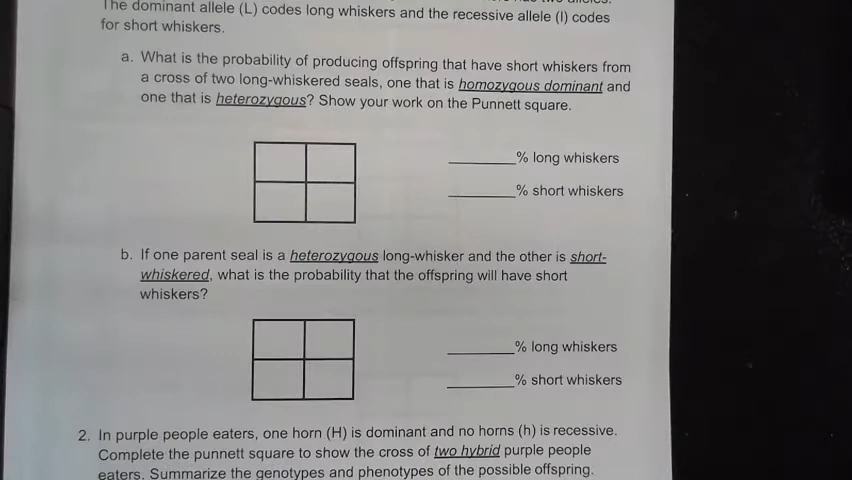 The dominant allele (L) codes long whiskers and the recessive allele (l) codes
for short whiskers.
a. What is the probability of producing offspring that have short whiskers from
a cross of two long-whiskered seals, one that is homozygous dominant and
one that is heterozygous? Show your work on the Punnett square.
% long whiskers
% short whiskers
b. If one parent seal is a heterozygous long-whisker and the other is short-
whiskered, what is the probability that the offspring will have short
whiskers?
% long whiskers
% short whiskers
2. In purple people eaters, one horn (H) is dominant and no horns (h) is recessive.
Complete the punnett square to show the cross of two hybrid purple people
eaters. Summarize the genotypes and phenotypes of the possible offspring.